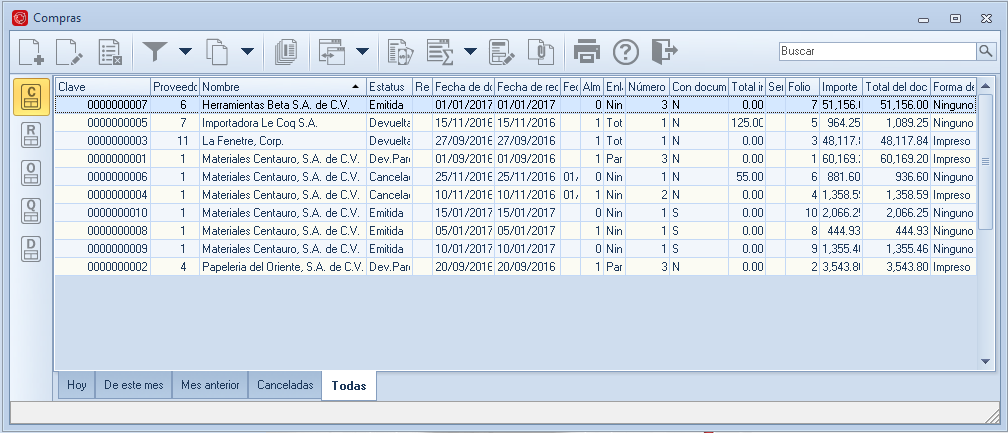 Compras
Buscar
C
R
O
Q
D
Clave Proveedo Nombre Estatus Re Fecha de do Fecha de rec Fec Alm Enl Número Con docum Total ir Ser Folio Importe Total del doc Forma de
0000000007 6 Herramientas Beta S.A. de C.V. Emitida 01/01/2017 01/01/2017 0 Nin 3 N 0.00 7 51,156.0 51,156.00 Ninguno
0000000005 7 Importadora Le Coq S.A. Devuelta 15/11/2016 15/11/2016 1 Tot 1 N 125.00 5 964.25 1,089.25 Ninguno
0000000003 11 La Fenetre, Corp. Devuelta 27/09/2016 27/09/2016 1 Tot 1 N 0.00 3 48,117.8 48,117.84 Impreso
0000000001 1 Materiales Centauro, S.A. de C.V. Dev.Parc 01/09/2016 01/09/2016 1 Par 3 N 0.00 1 60,169.2 60,169.20 Impreso
0000000006 1 Materiales Centauro, S.A. de C.V. Cancelad 25/11/2016 25/11/2016 01/ 0 Nin 1 N 55.00 6 881.60 936.60 Ninguno
0000000004 1 Materiales Centauro, S.A. de C.V. Cancelad 10/11/2016 10/11/2016 01/ 1 Nin 2 N 0.00 4 1,358.59 1,358.59 Ninguno
0000000010 1 Materiales Centauro, S.A. de C.V. Emitida 15/01/2017 15/01/2017 0 Nin 1 S 0.00 10 2,066.25 2,066.25 Ninguno
0000000008 1 Materiales Centauro, S.A. de C.V. Emitida 05/01/2017 05/01/2017 1 Nin 1 S 0.00 8 444.93 444.93 Ninguno
0000000009 1 Materiales Centauro, S.A. de C.V. Emitida 10/01/2017 10/01/2017 0 Nin 1 S 0.00 9 1,355.46 1,355.46 Ninguno
0000000002 4 Papeleria del Oriente, S.A. de C.V. Dev.Parc 20/09/2016 20/09/2016 1 Par 3 N 0.00 2 3,543.80 3,543.80 Impreso
Hoy De este mes Mes anterior Canceladas Todas